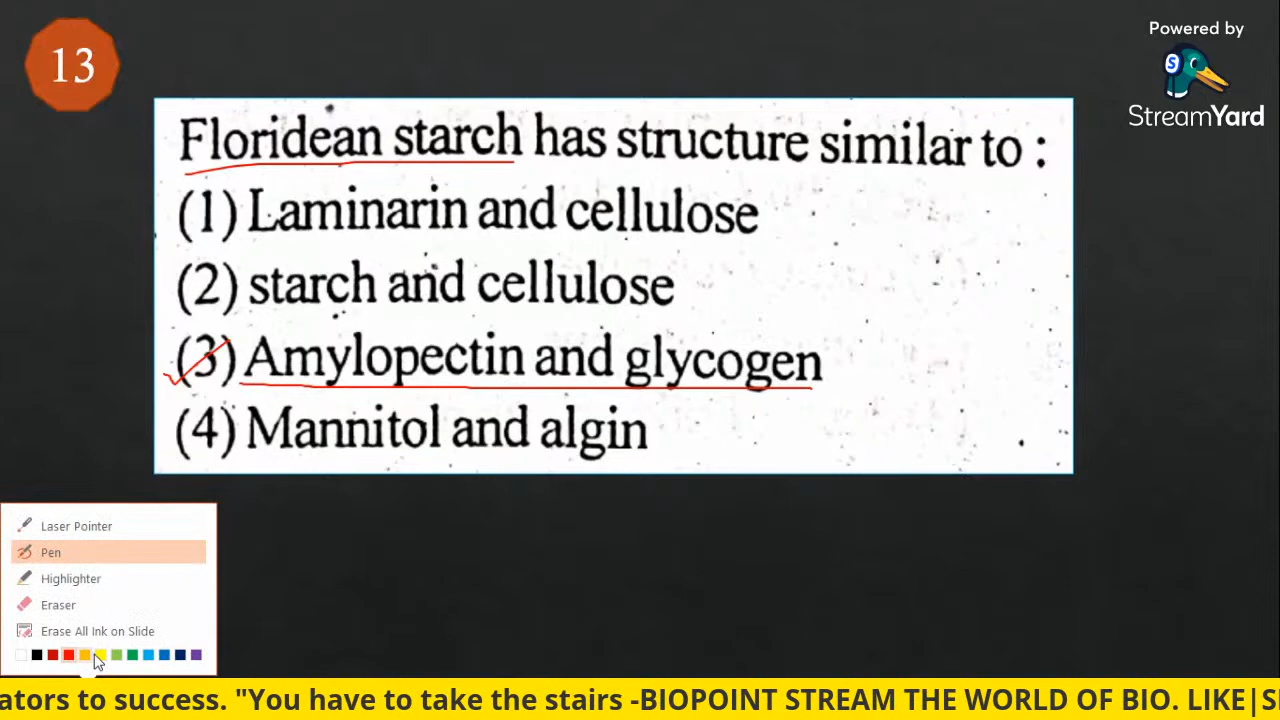 13
Powered by
StreamYard
Floridean starch has structure similar to :
(1) Laminarin and cellulose
(2) starch and cellulose
(3) Amylopectin and glycogen
(4) Mannitol and algin
Laser Pointer
Pen
Highlighter
Eraser
Erase All Ink on Slide
ators to success. "You have to take the stairs -BIOPOINT STREAM THE WORLD OF BIO. LIKE|S